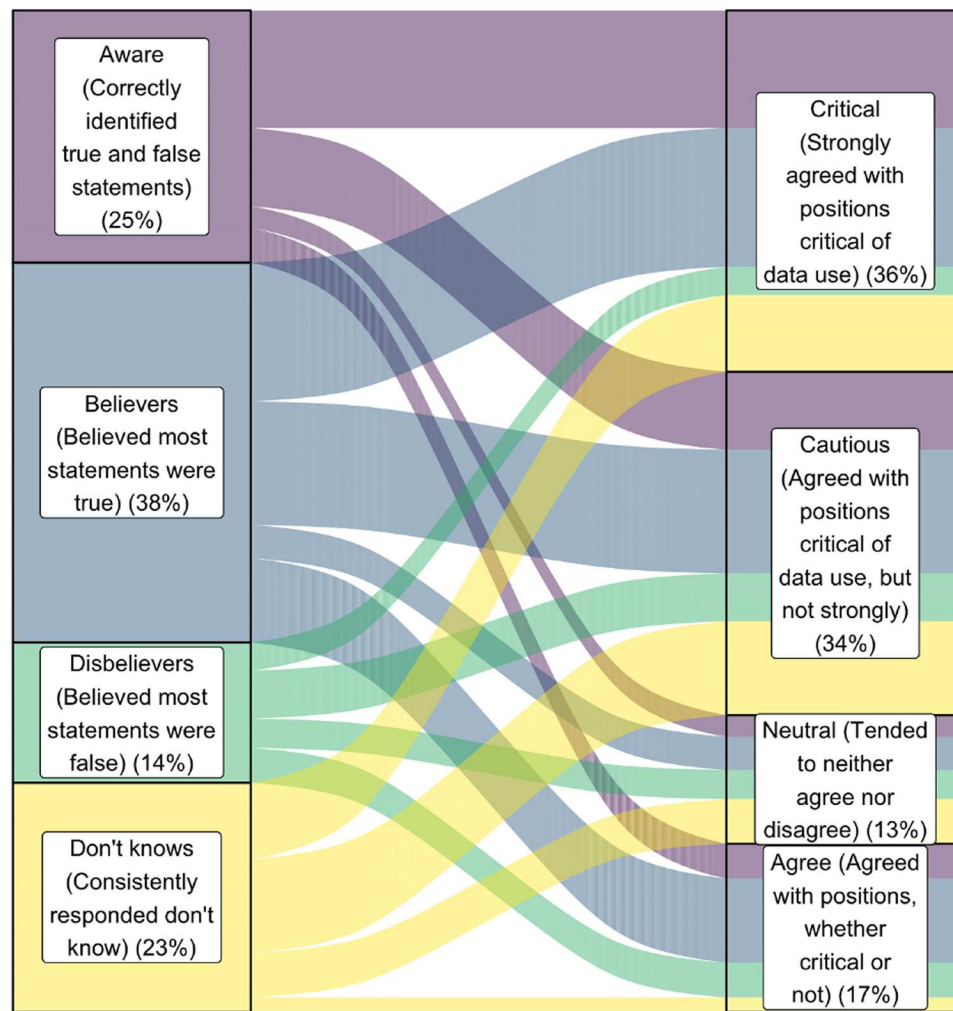 Aware
(Correctly
identified
true and false
statements)
(25%)
Believers
(Believed most
statements were
true) (38%)
Disbelievers
(Believed most
statements were
false) (14%)
Don't knows
(Consistently
responded don't
know) (23%)
Critical
(Strongly
agreed with
positions
critical of
data use) (36%)
Cautious
(Agreed with
positions
critical of
data use, but
not strongly)
(34%)
Neutral (Tended
to neither
agree nor
disagree) (13%)
Agree (Agreed
with positions,
whether
critical or
not) (17%)